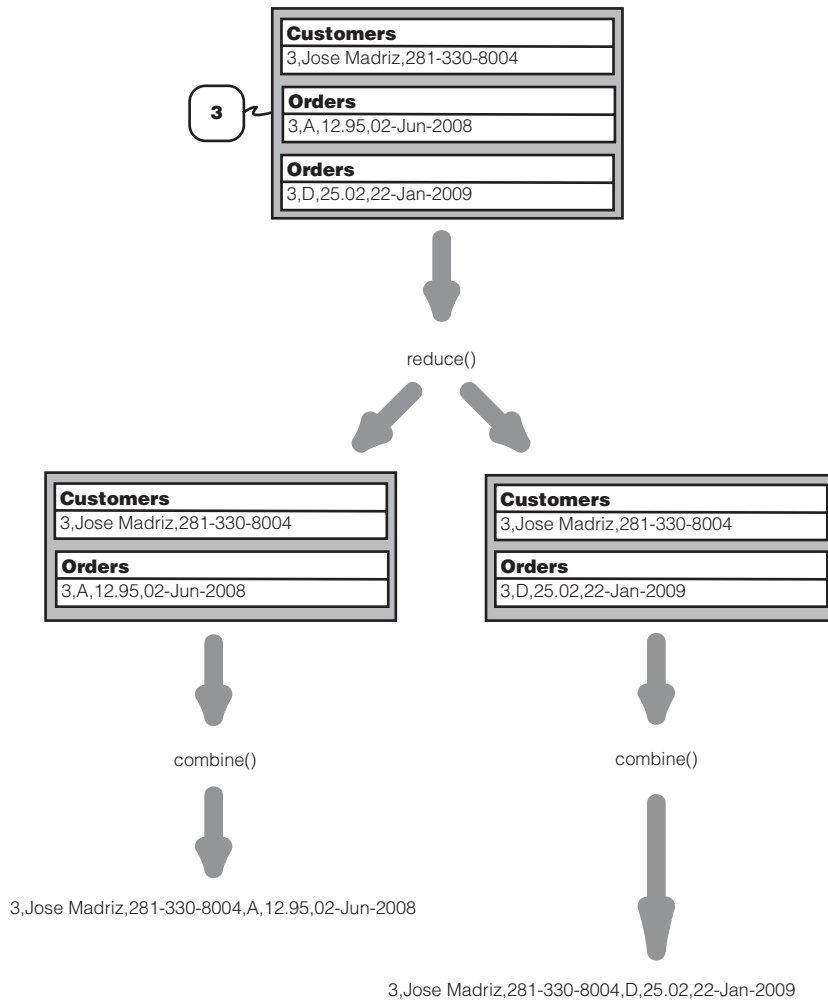 Customers
3,Jose Madriz,281-330-8004
3
Orders
3,A,12.95,02-Jun-2008
Orders
3,D,25.02,22-Jan-2009
reduce()
Customers
3,Jose Madriz,281-330-8004
Orders
3,A,12.95,02-Jun-2008
Customers
3,Jose Madriz,281-330-8004
Orders
3,D,25.02,22-Jan-2009
combine()
combine()
3,Jose Madriz,281-330-8004,A,12.95,02-Jun-2008
3,Jose Madriz,281-330-8004,D,25.02,22-Jan-2009